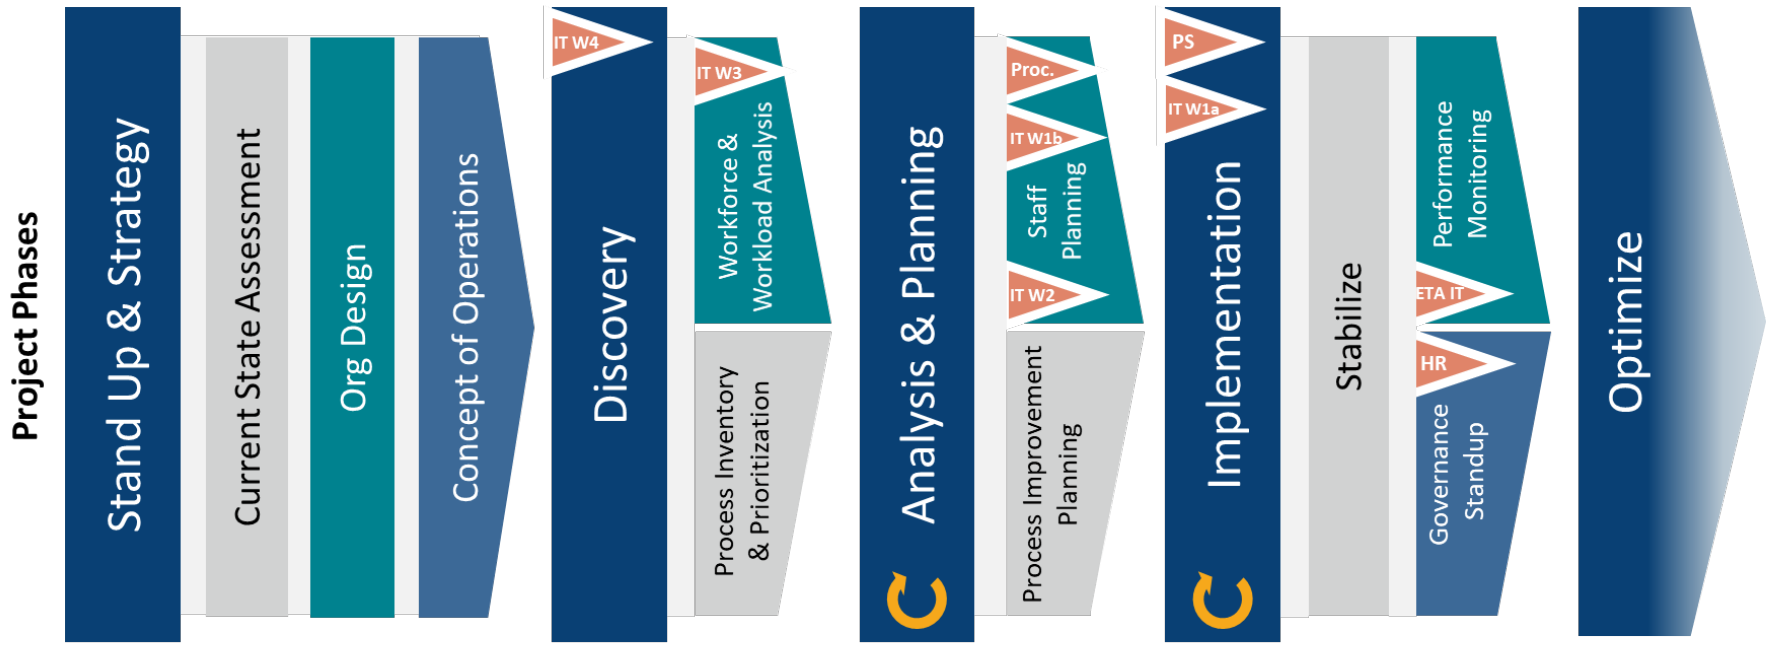 Project Phases
Stand Up & Strategy
Current State Assessment
Org Design
Concept of Operations
IT W4
Discovery
IT W3
Workforce &
Workload Analysis
Process Inventory
& Prioritization
Analysis & Planning
Proc.
IT W1b
Staff
Planning
IT W2
Process Improvement
Planning
PS
IT W1a
Implementation
Stabilize
Performance
Monitoring
ETA IT
HR
Governance
Standup
Optimize